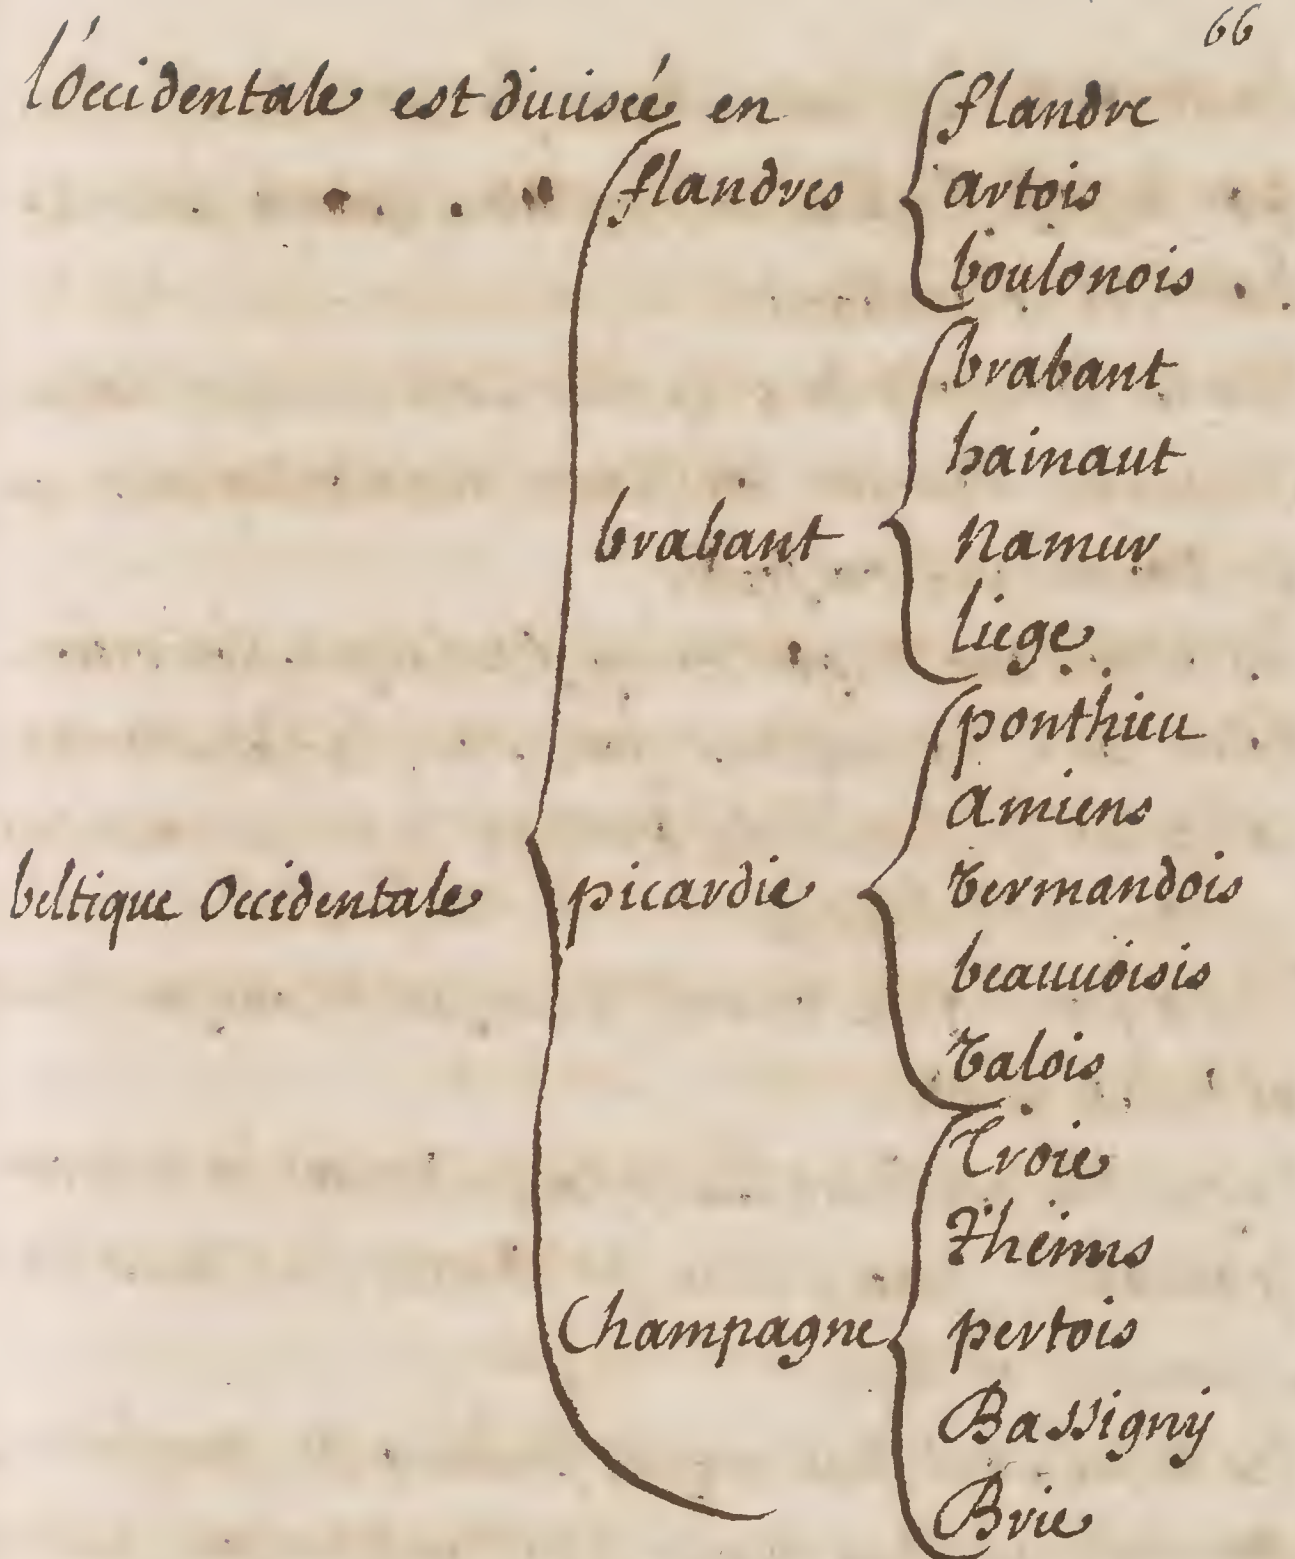 66
l'Occidentale est diuisée en
flandres
flandre
artois
boulonois
brabant
brabant
hainaut
Namur
liege
beltique Occidentale
picardie
ponthieu
Amiens
Vermandois
beauuoisis
Valois
Champagne
Troie
Rheims
pertois
Bassigny
Brie